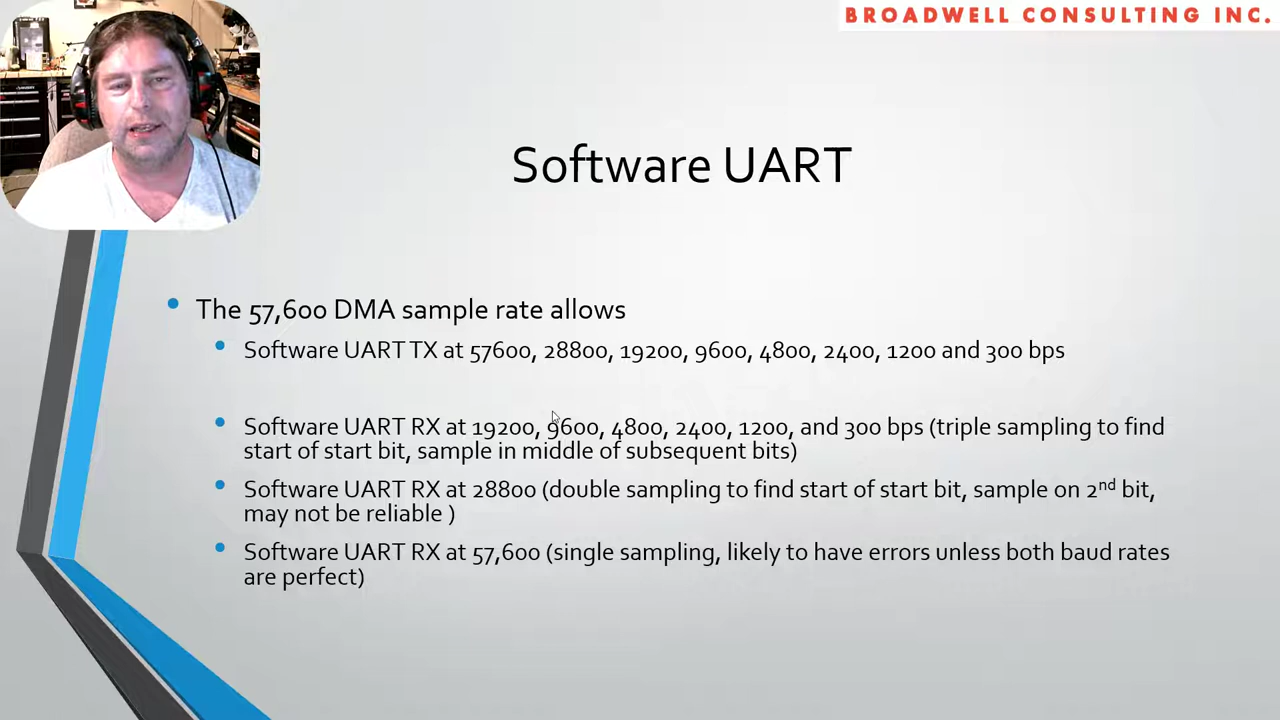 BROADWELL CONSULTING INC.
Software UART
The 57,600 DMA sample rate allows
Software UART TX at 57600, 28800, 19200, 9600, 4800, 2400, 1200 and 300 bps
Software UART RX at 19200, 9600, 4800, 2400, 1200, and 300 bps (triple sampling to find
start of start bit, sample in middle of subsequent bits)
Software UART RX at 28800 (double sampling to find start of start bit, sample on 2nd bit,
may not be reliable )
Software UART RX at 57,600 (single sampling, likely to have errors unless both baud rates
are perfect)